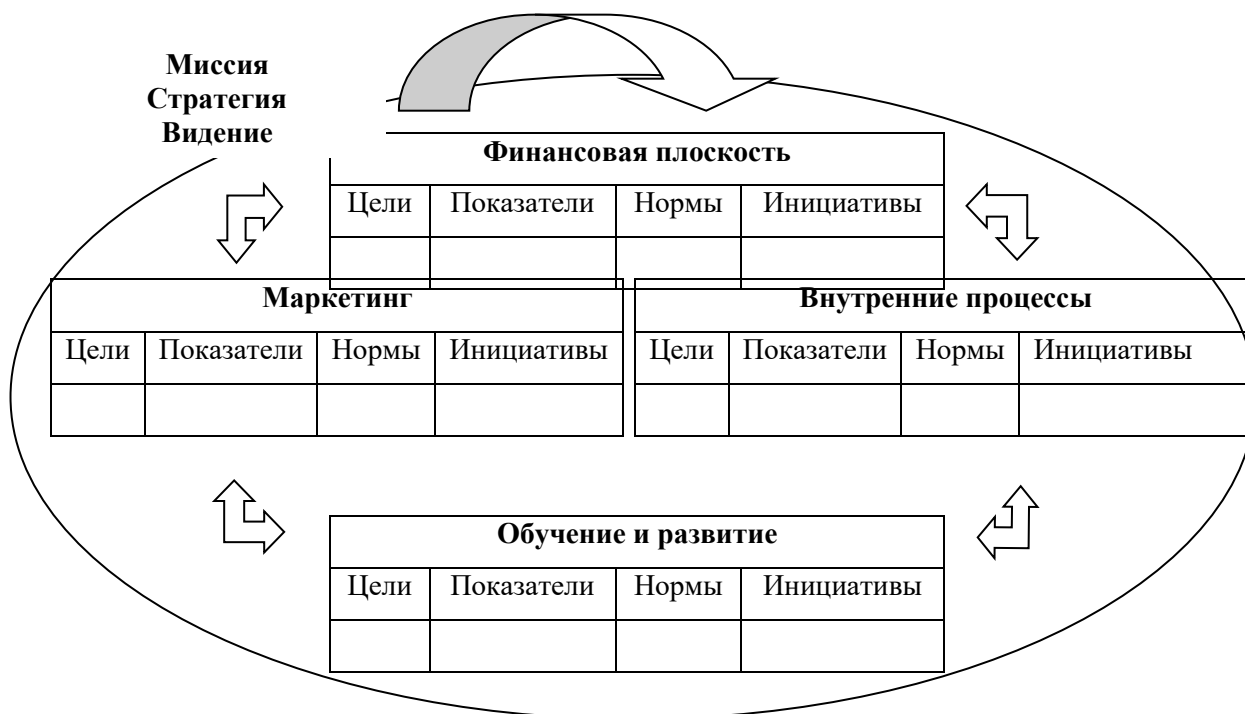 Миссия
Стратегия
Видение
Финансовая плоскость
Цели Показатели Нормы Инициативы
Маркетинг
Цели Показатели Нормы Инициативы
Внутренние процессы
Цели Показатели Нормы Инициативы
Обучение и развитие
Цели Показатели Нормы Инициативы